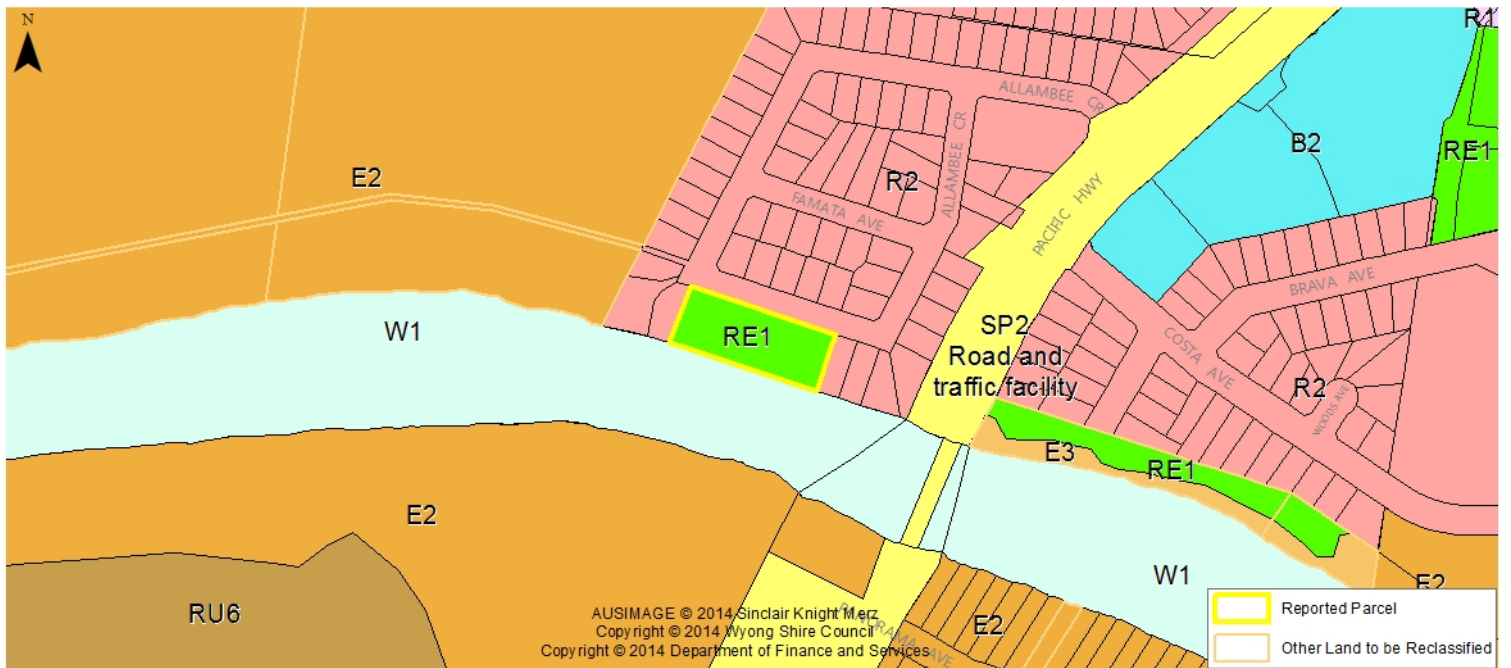 N
R1
ALLAMBEE CR
B2
RE1
E2
R2
ALLAMBEE CR
FAMATA AVE
PACIFIC HWY
BRAVA AVE
W1
RE1
SP2
Road and
traffic facility
COSTA AVE
R2
WOODS AVE
E3
RE1
E2
W1
E2
RU6
E2
PANORAMA AVE
AUSIMAGE © 2014 Sinclair Knight Merz
Copyright © 2014 Wyong Shire Council
Copyright © 2014 Department of Finance and Services
Reported Parcel
Other Land to be Reclassified